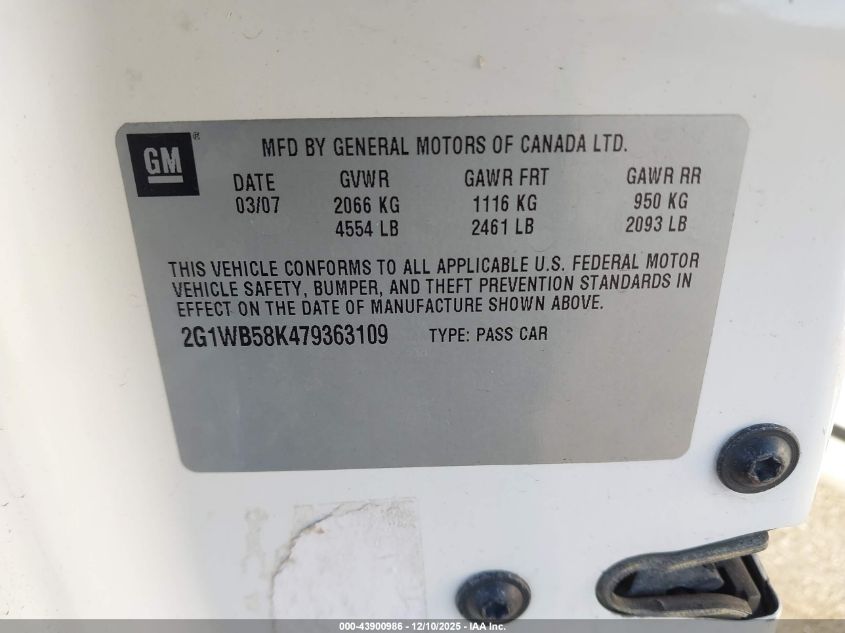 GM ®
MFD BY GENERAL MOTORS OF CANADA LTD.
DATE GVWR GAWR FRT GAWR RR
03/07 2066 KG 1116 KG 950 KG
4554 LB 2461 LB 2093 LB
THIS VEHICLE CONFORMS TO ALL APPLICABLE U.S. FEDERAL MOTOR
VEHICLE SAFETY, BUMPER, AND THEFT PREVENTION STANDARDS IN
EFFECT ON THE DATE OF MANUFACTURE SHOWN ABOVE.
2G1WB58K479363109 TYPE: PASS CAR
000-43900986 - 12/10/2025 - IAA Inc.